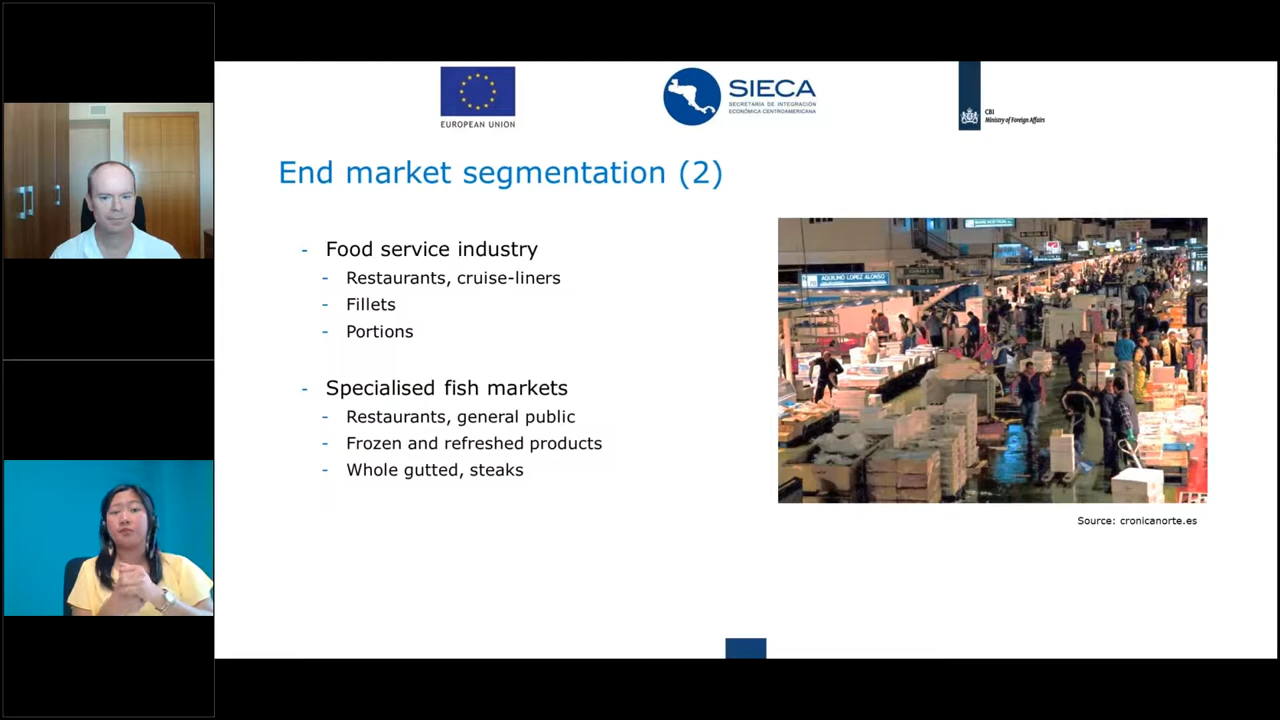 EUROPEAN UNION
SIECA
SECRETARÍA DE INTEGRACIÓN
ECONÓMICA CENTROAMERICANA
CBI
Ministry of Foreign Affairs
End market segmentation (2)
- Food service industry
- Restaurants, cruise-liners
- Fillets
- Portions
- Specialised fish markets
- Restaurants, general public
- Frozen and refreshed products
- Whole gutted, steaks
AQUILINO LOPEZ ALONSO
Source: cronicanorte.es